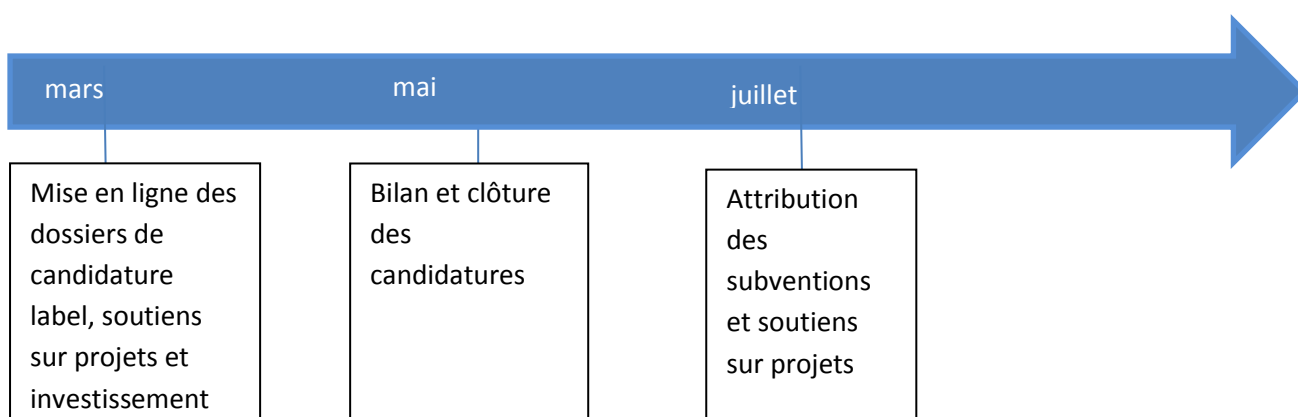 mars
mai
juillet
Mise en ligne des
dossiers de
candidature
label, soutiens
sur projets et
investissement
Bilan et clôture
des
candidatures
Attribution
des
subventions
et soutiens
sur projets